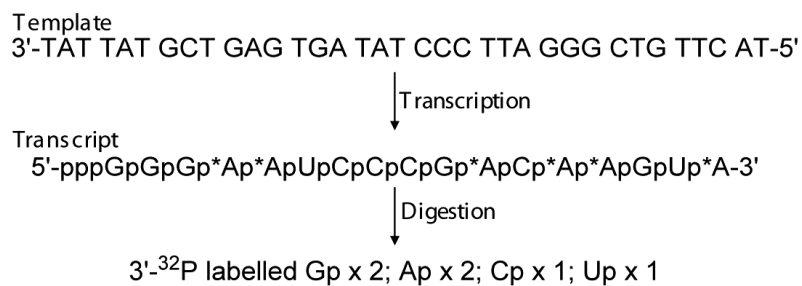 Template
3'-TAT TAT GCT GAG TGA TAT CCC TTA GGG CTG TTC AT-5'
Transcription
Transcript
5'-pppGpGpGp*Ap*ApUpCpCpCpGp*ApCp*Ap*ApGpUp*A-3'
Digestion
3'-³²P labelled Gp x 2; Ap x 2; Cp x 1; Up x 1